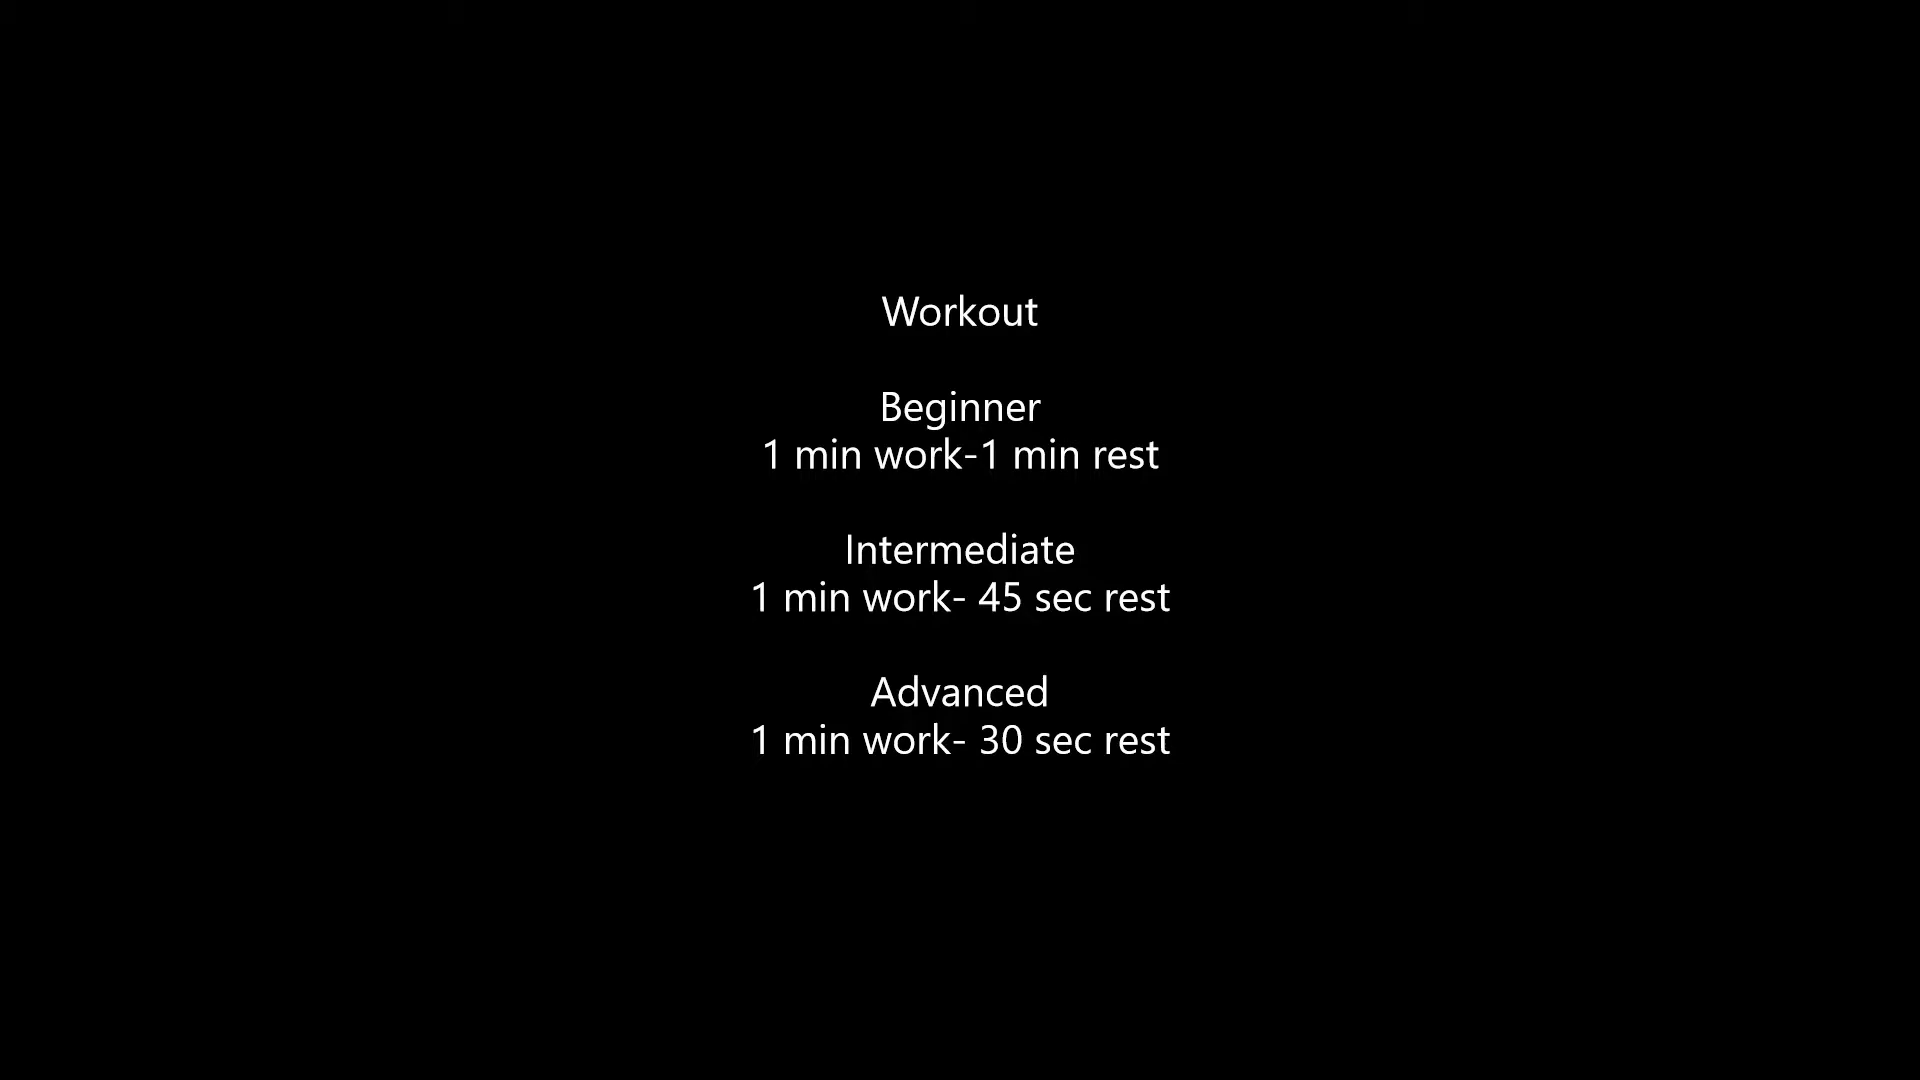 Workout
Beginner
1 min work-1 min rest
Intermediate
1 min work- 45 sec rest
Advanced
1 min work- 30 sec rest